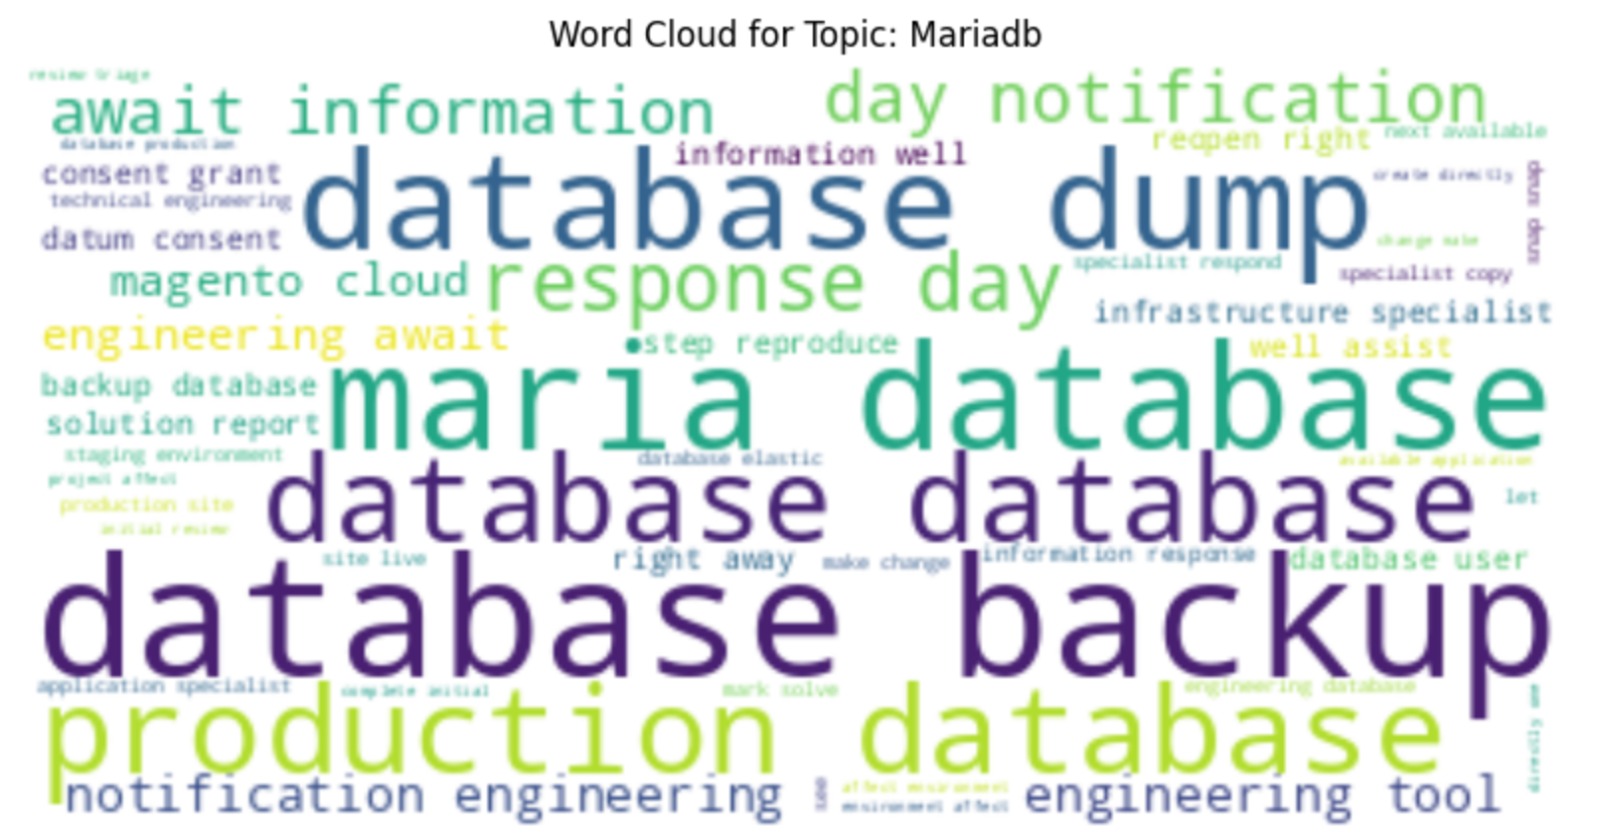 Word Cloud for Topic: Mariadb
review triage
await information
day notification
database production
information well
reopen right
next available
consent grant
technical engineering
datum consent
database dump
create directly
dnas dnas
change make
magento cloud
response day
specialist respond
specialist copy
infrastructure specialist
engineering await
step reproduce
well assist
backup database
maria database
solution report
staging environment
database elastic
available application
project affect
production site
initial review
database database
let
site live
right away
make change
information response
database user
database backup
application specialist
complete initial
mark solve
engineering database
production database
directly
notification engineering
affect environment
environment affect
engineering tool